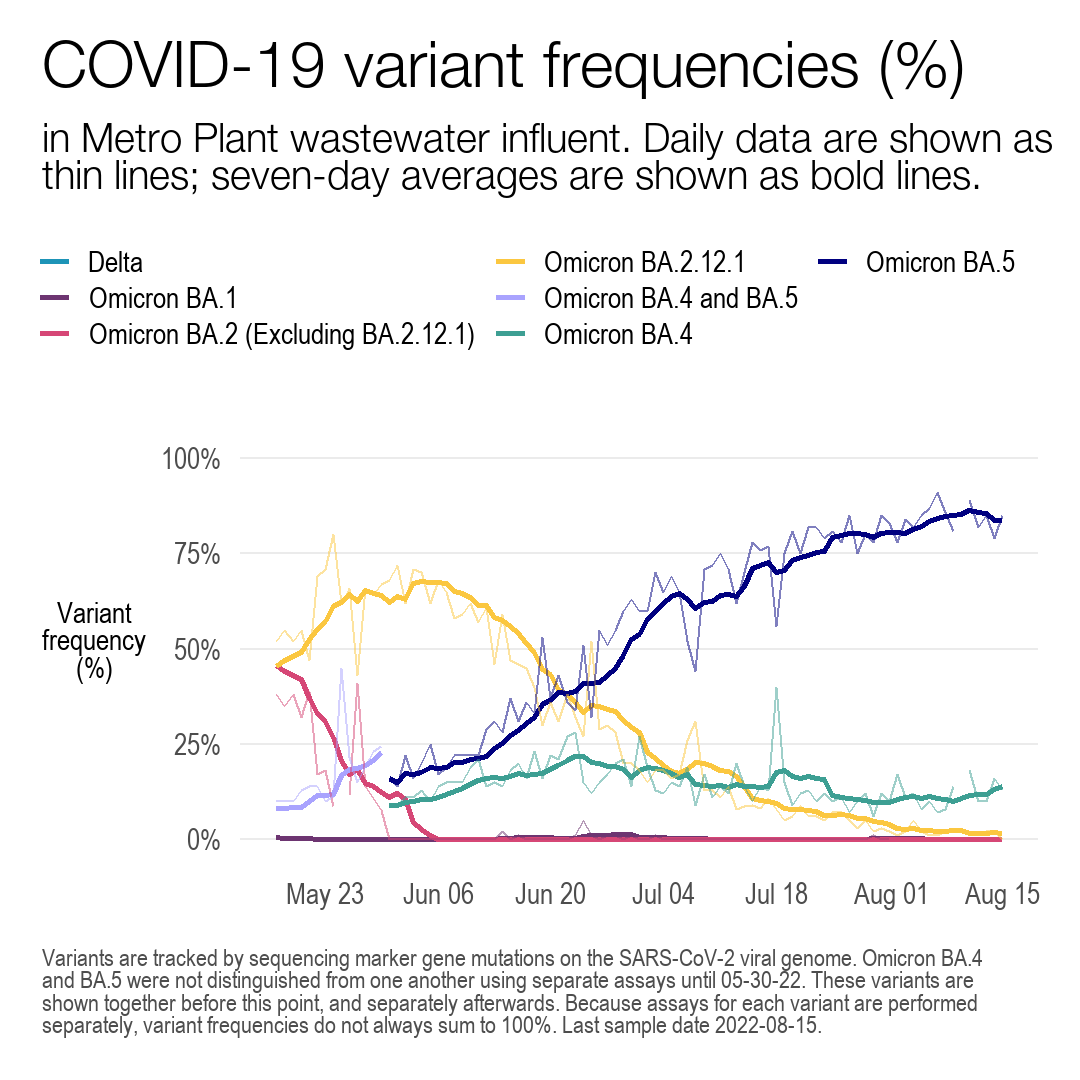 COVID-19 variant frequencies (%)
in Metro Plant wastewater influent. Daily data are shown as
thin lines; seven-day averages are shown as bold lines.
Delta
Omicron BA.1
Omicron BA.2 (Excluding BA.2.12.1)
Omicron BA.2.12.1
Omicron BA.4 and BA.5
Omicron BA.4
Omicron BA.5
100%
75%
50%
25%
0%
Variant
frequency
(%)
May 23
Jun 06
Jun 20
Jul 04
Jul 18
Aug 01
Aug 15
Variants are tracked by sequencing marker gene mutations on the SARS-CoV-2 viral genome. Omicron BA.4
and BA.5 were not distinguished from one another using separate assays until 05-30-22. These variants are
shown together before this point, and separately afterwards. Because assays for each variant are performed
separately, variant frequencies do not always sum to 100%. Last sample date 2022-08-15.